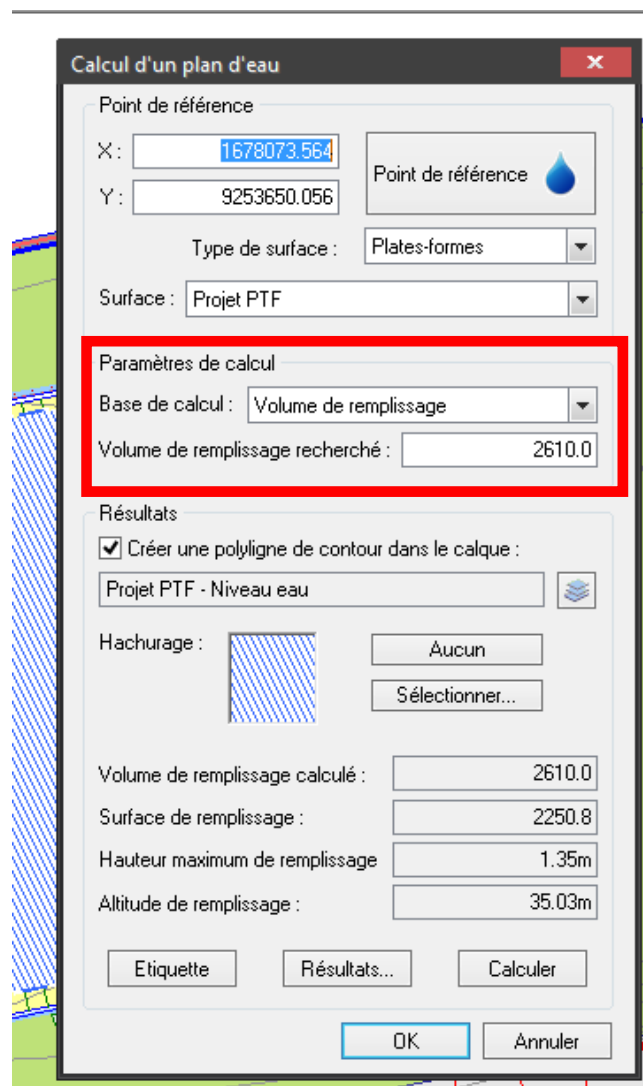 Calcul d'un plan d'eau
Point de référence
X : 1678073.564
Point de référence
Y : 9253650.056
Type de surface : Plates-formes
Surface : Projet PTF
Paramètres de calcul
Base de calcul : Volume de remplissage
Volume de remplissage recherché : 2610.0
Résultats
Créer une polyligne de contour dans le calque :
Projet PTF - Niveau eau
Hachurage :
Aucun
Sélectionner...
Volume de remplissage calculé : 2610.0
Surface de remplissage : 2250.8
Hauteur maximum de remplissage 1.35m
Altitude de remplissage : 35.03m
Etiquette Résultats... Calculer
OK Annuler